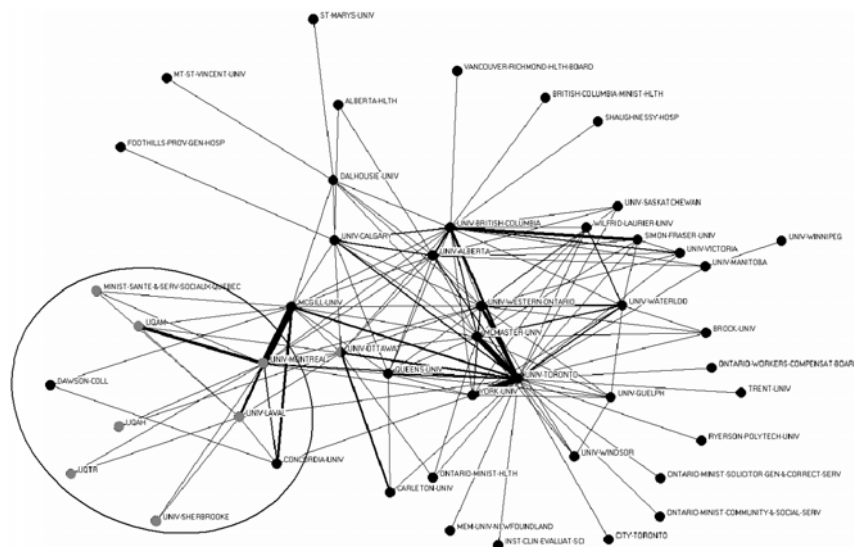 ST-MARYS-UNIV
VANCOUVER-RICHMOND-HLTH-BOARD
MT-ST-VINCENT-UNIV
BRITISH-COLUMBIA-MINIST-HLTH
ALBERTA-HLTH
SHAUGHNESSY-HOSP
FOOTHILLS-PROV-GEN-HOSP
DALHOUSIE-UNIV
UNIV-SASKATCHEWAN
UNIV-BRITISH-COLUMBIA
WILFRID-LAURIER-UNIV
UNIV-CALGARY
SIMON-FRASER-UNIV
UNIV-WINNIPEG
UNIV-ALBERTA
UNIV-VICTORIA
UNIV-MANITOBA
MINIST-SANTE&SERV-SOCIAUX-QUEBEC
MCGILL-UNIV
UNIV-WESTERN-ONTARIO
UNIV-WATERLOO
UQAM
MCMASTER-UNIV
BROCK-UNIV
UNIV-OTTAWA
UNIV-MONTREAL
ONTARIO-WORKERS-COMPENSAT-BOARD
QUEENS-UNIV
UNIV-TORONTO
DAWSON-COLL
YORK-UNIV
UNIV-GUELPH
TRENT-UNIV
UNIV-LAVAL
UQAH
RYERSON-POLYTECH-UNIV
UNIV-WINDSOR
CONCORDIA-UNIV
UQTR
ONTARIO-MINIST-HLTH
ONTARIO-MINIST-SOLICITOR-GEN&CORRECT-SERV
CARLETON-UNIV
ONTARIO-MINIST-COMMUNITY&SOCIAL-SERV
UNIV-SHERBROOKE
MEM-UNIV-NEWFOUNDLAND
CITY-TORONTO
INST-CLIN-EVALUAT-SCI